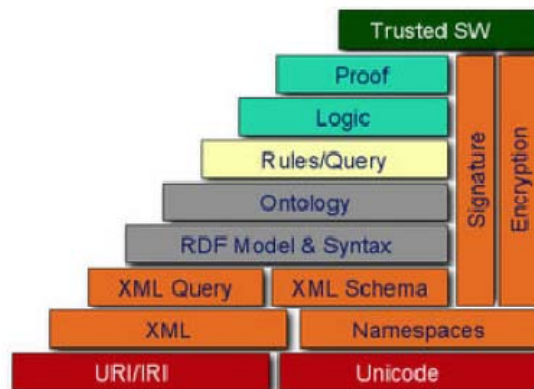 Trusted SW
Proof
Logic
Rules/Query
Ontology
RDF Model & Syntax
Signature
Encryption
XML Query XML Schema
XML Namespaces
URI/IRI Unicode